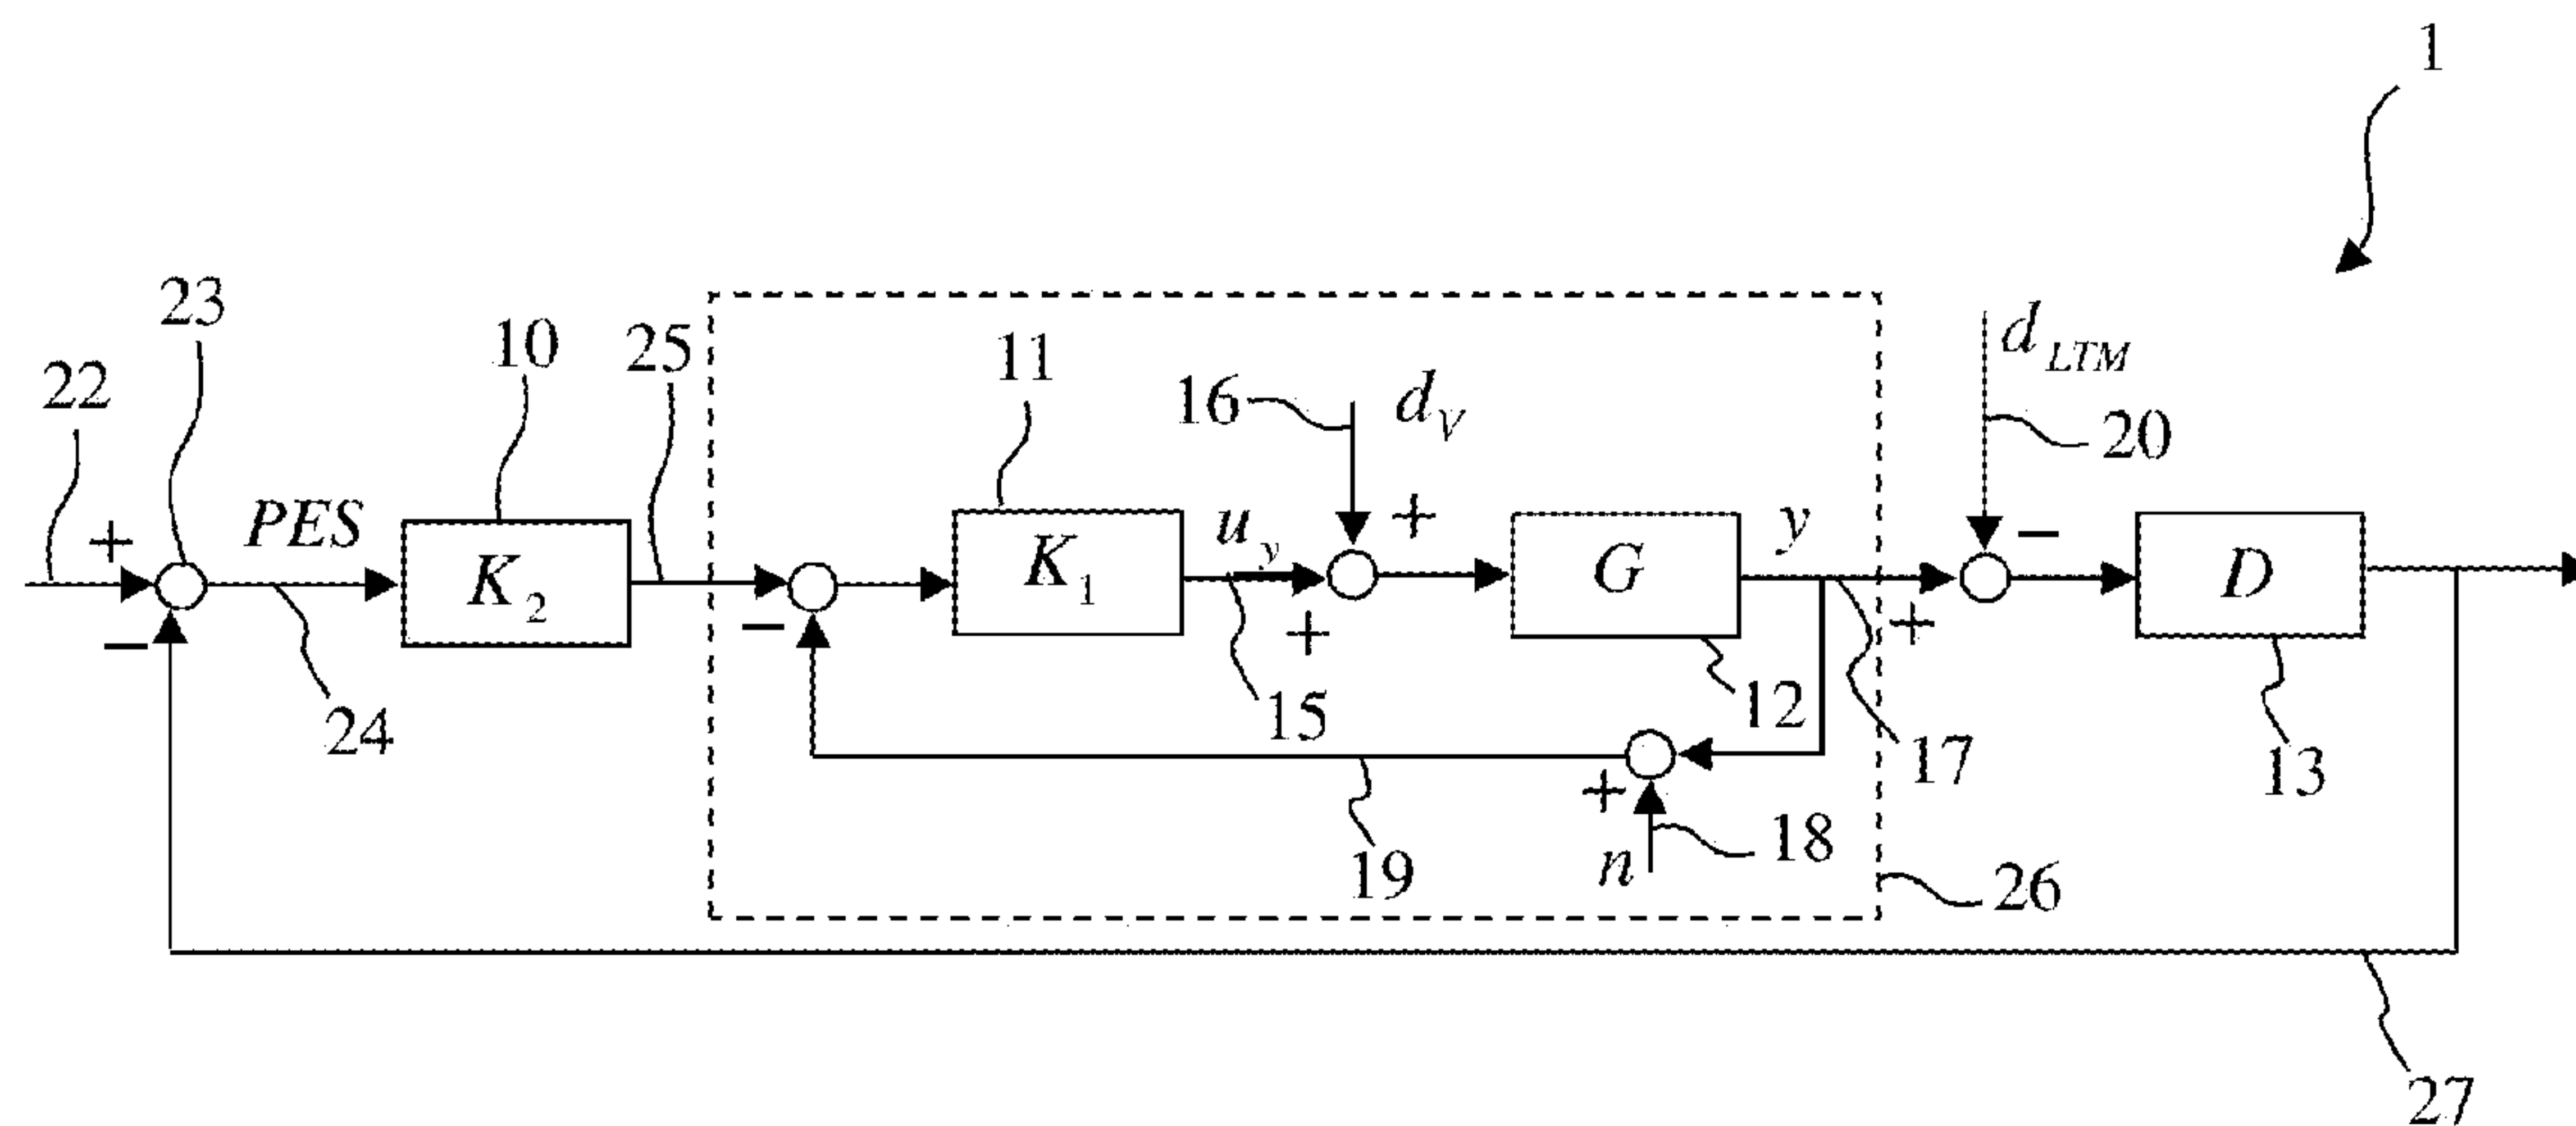 1
23
10
25
11
16
d_V
d_LTM
20
22
+
PES
K_2
K_1
u_y
+
G
y
−
D
−
−
+
+
24
15
12
17
13
+
19
n
18
26
27